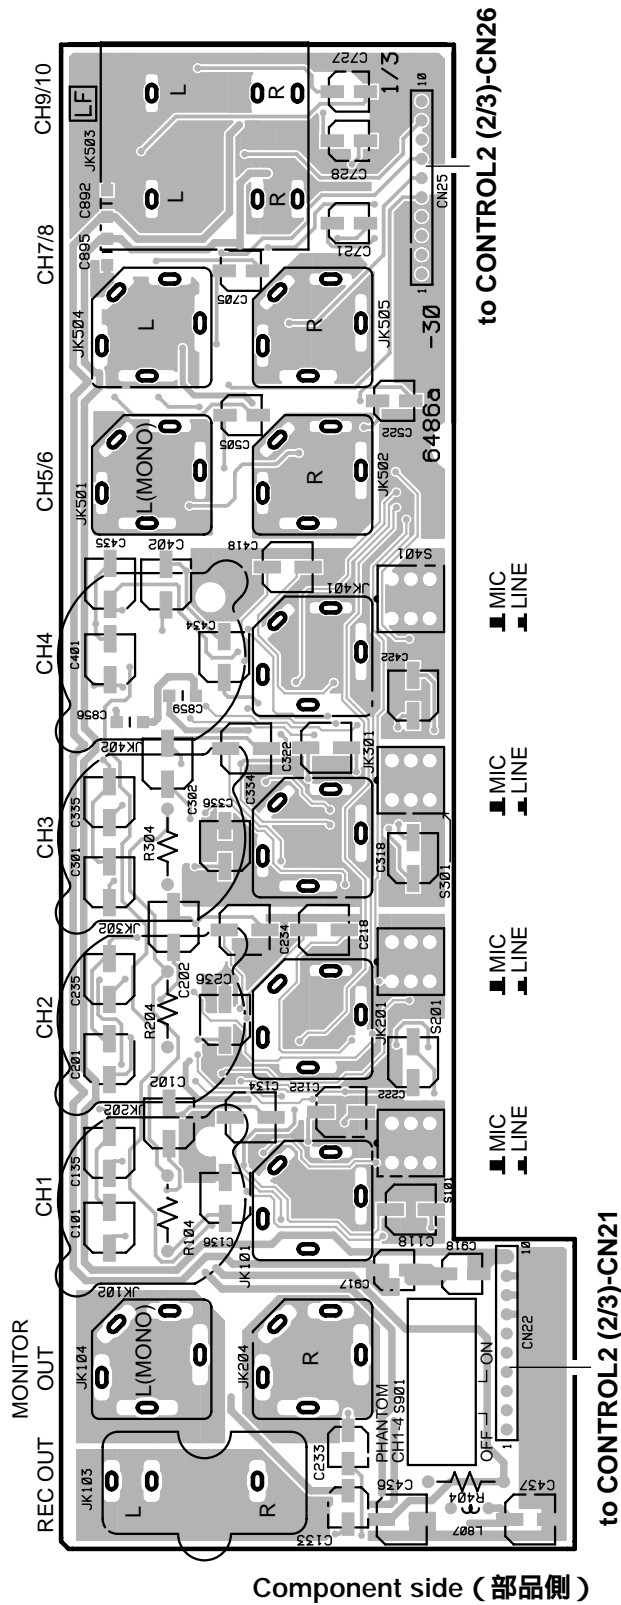 CH9/10
CH7/8
CH5/6
CH4
CH3
CH2
CH1
MONITOR
OUT
REC OUT
LF
JK503
C892
C895
L
R
L
R
C727
1/3
C728
C721
10
CN25
1
to CONTROL2 (2/3)-CN26
JK504
L
C705
R
JK505
-30
6486a
JK501
L(MONO)
C505
R
JK502
C522
C435
C402
C418
S401
JK401
MIC
LINE
C401
C434
C422
C856
C859
JK402
C334
C322
JK301
C335
C302
C336
MIC
LINE
C301
R304
C318
S301
JK302
C234
C218
C235
C202
C236
MIC
LINE
JK201
S201
C201
R204
C222
C102
C134
C122
JK202
C135
MIC
LINE
S101
C101
R104
C136
JK101
C118
JK102
C917
C918
JK104
L(MONO)
JK204
R
10
CN22
1
PHANTOM
CH1-4 S901
OFF
ON
to CONTROL2 (2/3)-CN21
JK103
L
R
C233
C133
C436
R404
L807
C437
Component side（部品側）